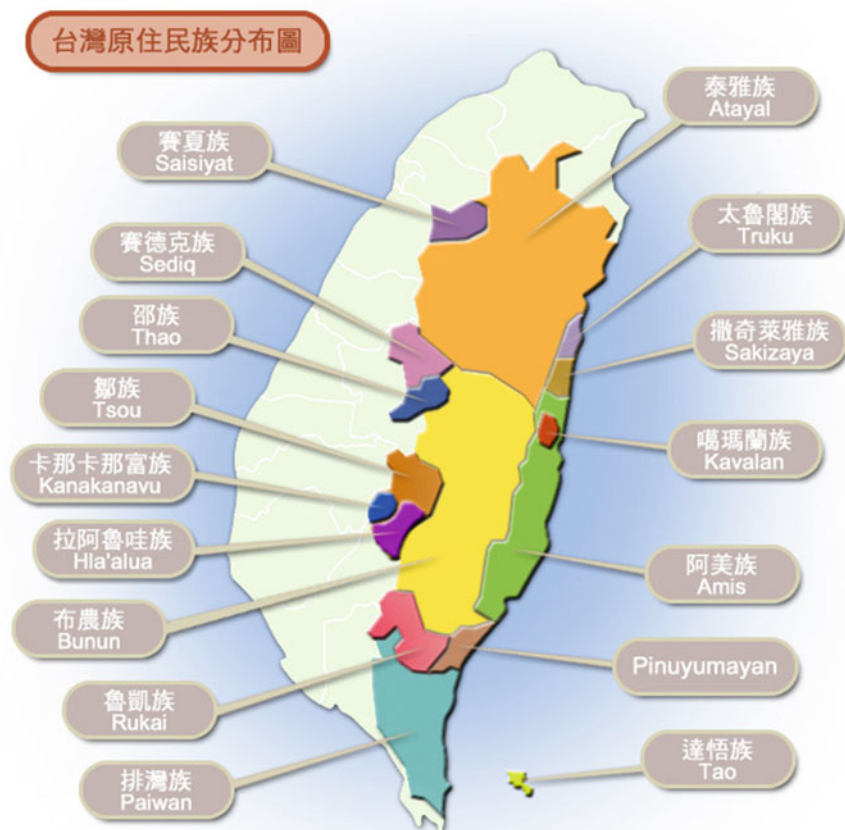 台灣原住民族分布圖
泰雅族
Atayal
賽夏族
Saisiyat
太魯閣族
Truku
賽德克族
Sediq
撒奇萊雅族
Sakizaya
邵族
Thao
鄒族
Tsou
噶瑪蘭族
Kavalan
卡那卡那富族
Kanakanavu
拉阿魯哇族
Hla'alua
阿美族
Amis
布農族
Bunun
Pinuyumayan
魯凱族
Rukai
達悟族
Tao
排灣族
Paiwan